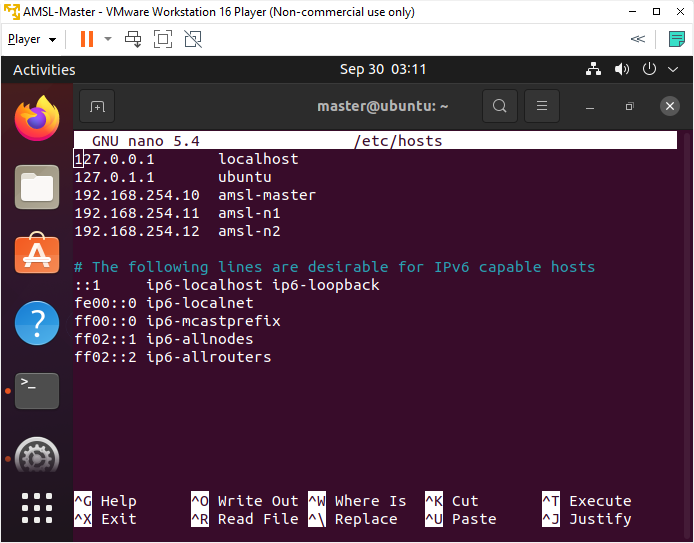 AMSL-Master - VMware Workstation 16 Player (Non-commercial use only)
Player
Activities
Sep 30 03:11
master@ubuntu: ~
GNU nano 5.4 /etc/hosts
127.0.0.1 localhost
127.0.1.1 ubuntu
192.168.254.10 amsl-master
192.168.254.11 amsl-n1
192.168.254.12 amsl-n2
# The following lines are desirable for IPv6 capable hosts
::1 ip6-localhost ip6-loopback
fe00::0 ip6-localnet
ff00::0 ip6-mcastprefix
ff02::1 ip6-allnodes
ff02::2 ip6-allrouters
^G Help ^O Write Out ^W Where Is ^K Cut ^T Execute
^X Exit ^R Read File ^\ Replace ^U Paste ^J Justify